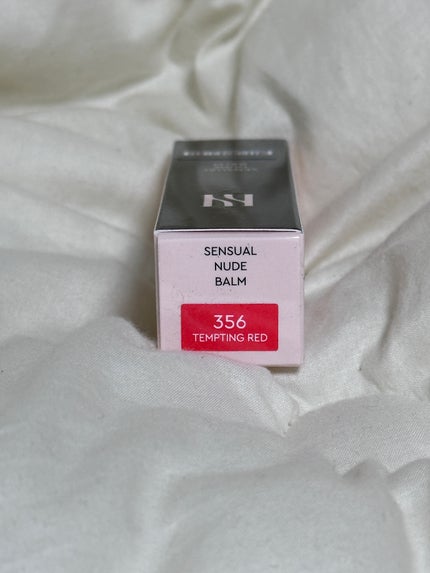 SENSUAL
NUDE
BALM
356
TEMPTING RED